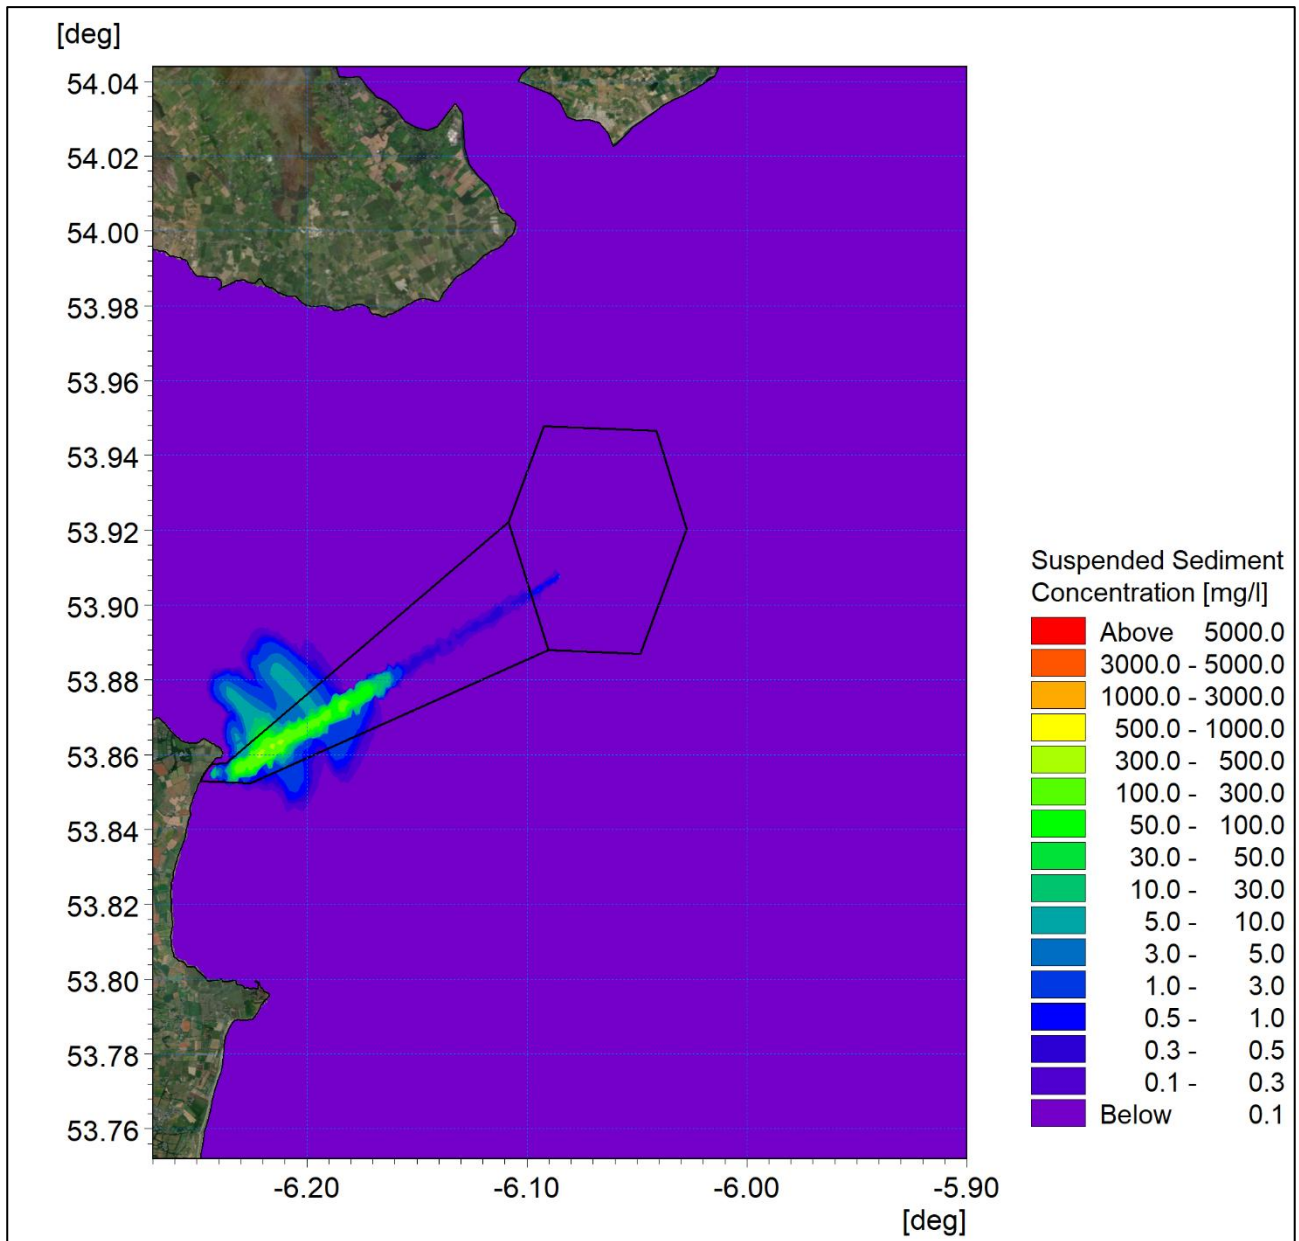 [deg]
54.04
54.02
54.00
53.98
53.96
53.94
53.92
53.90
53.88
53.86
53.84
53.82
53.80
53.78
53.76
-6.20 -6.10 -6.00 -5.90
[deg]
Suspended Sediment
Concentration [mg/l]
Above 5000.0
3000.0 - 5000.0
1000.0 - 3000.0
500.0 - 1000.0
300.0 - 500.0
100.0 - 300.0
50.0 - 100.0
30.0 - 50.0
10.0 - 30.0
5.0 - 10.0
3.0 - 5.0
1.0 - 3.0
0.5 - 1.0
0.3 - 0.5
0.1 - 0.3
Below 0.1